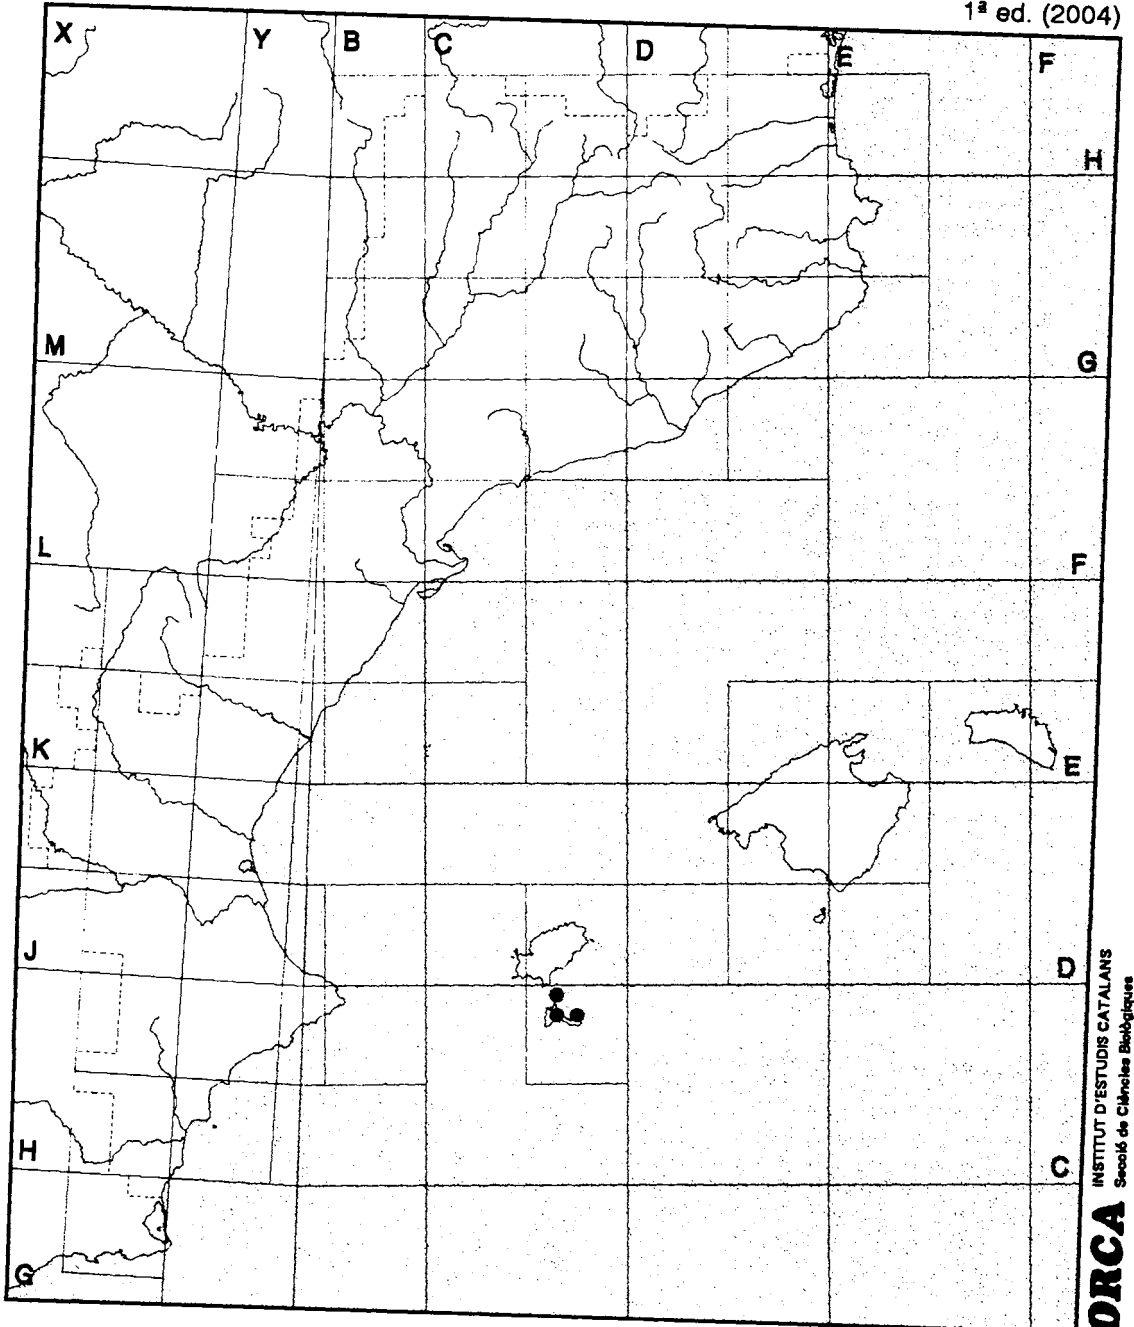 1ª ed. (2004)
X
Y
B
C
D
E
F
H
M
G
L
F
K
E
J
D
H
C
G
ORCA
INSTITUT D'ESTUDIS CATALANS
Secció de Ciències Biològiques